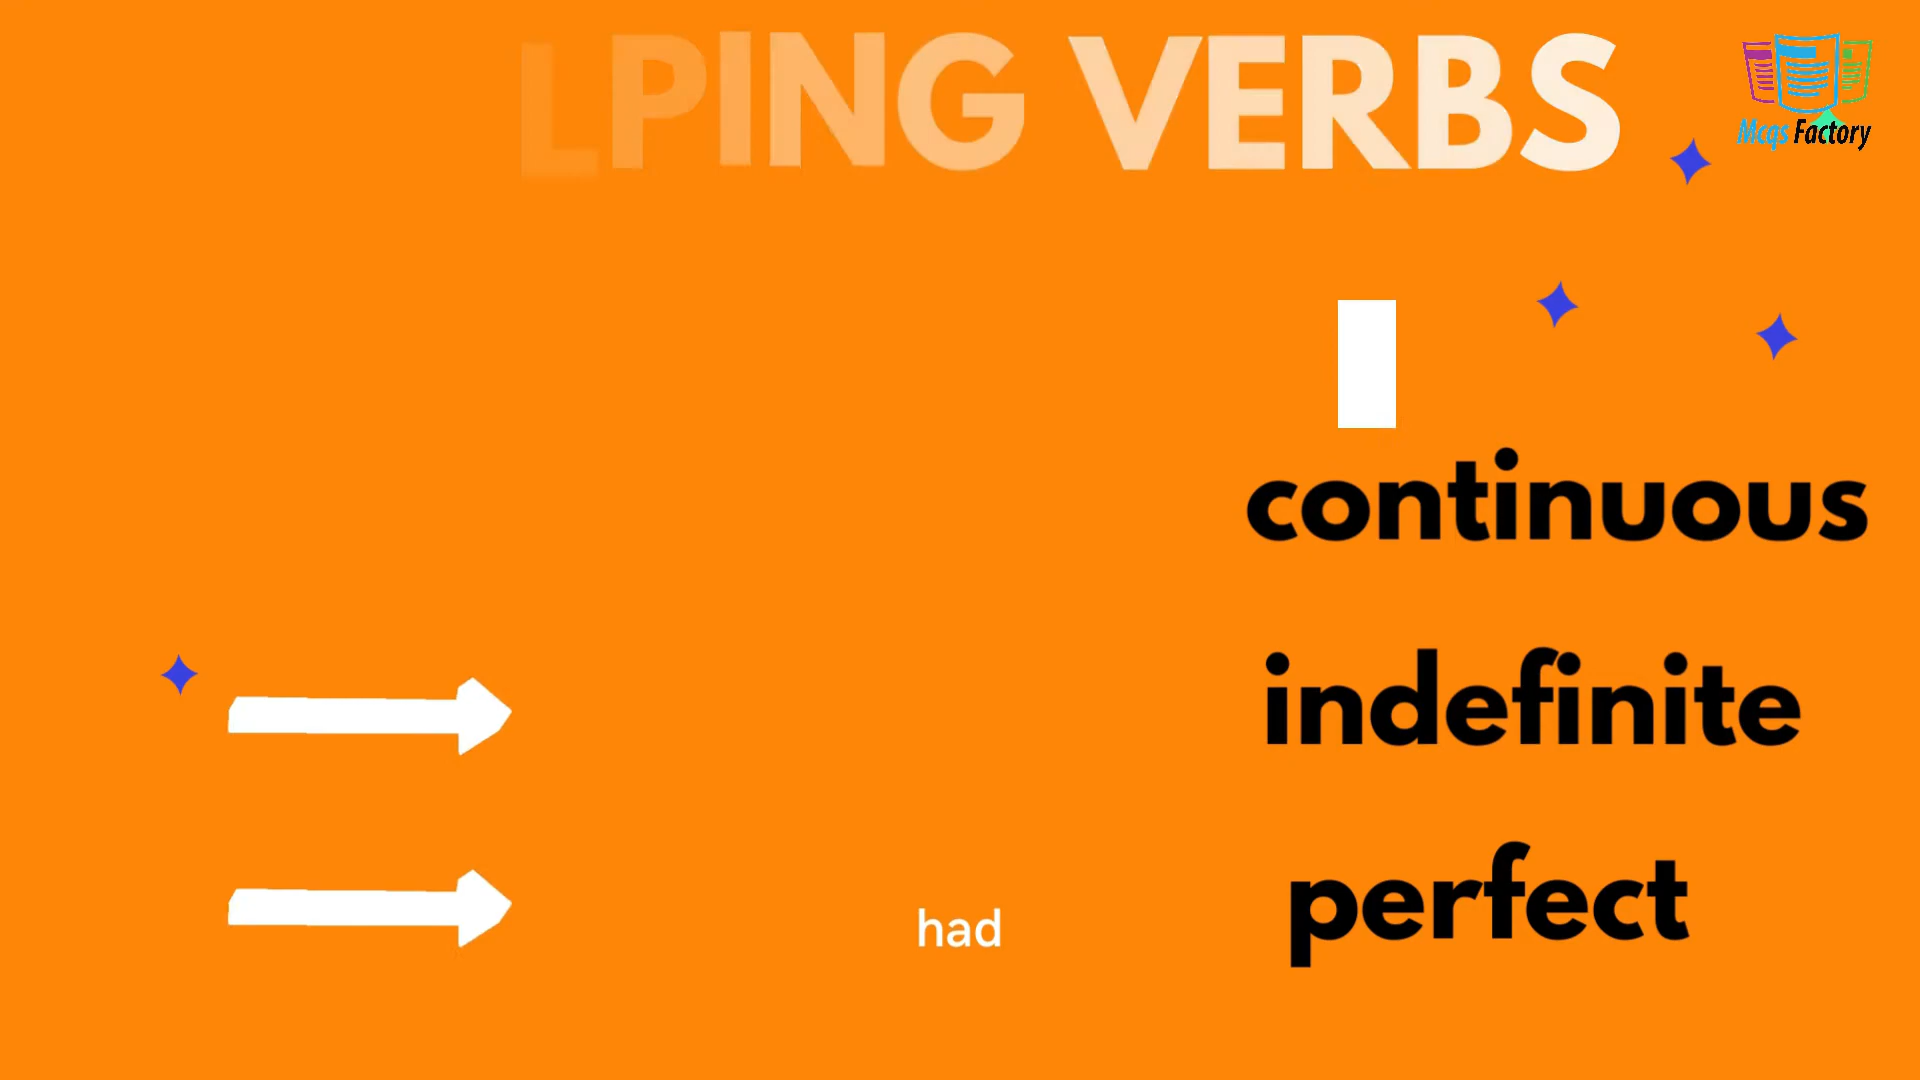 LPING VERBS
Mcqs Factory
continuous
indefinite
perfect
had